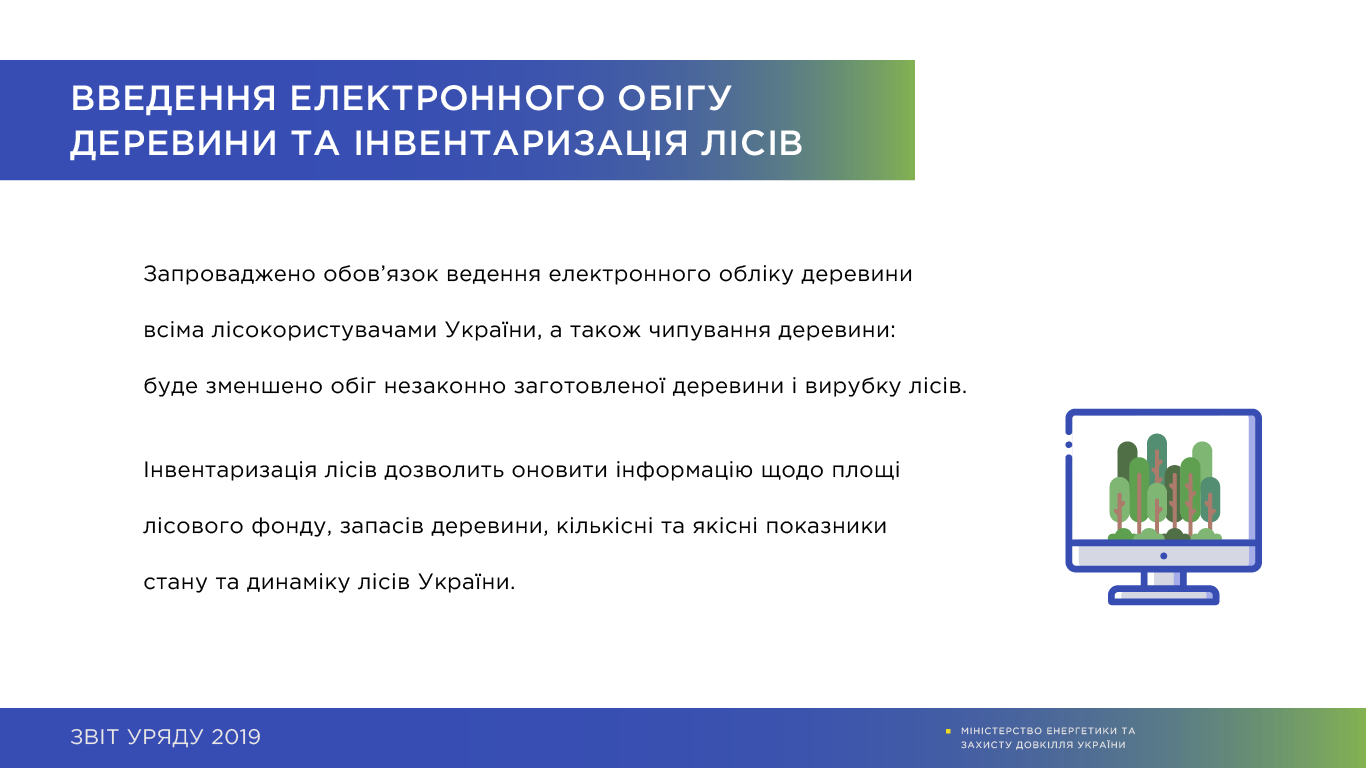 ВВЕДЕННЯ ЕЛЕКТРОННОГО ОБІГУ
ДЕРЕВИНИ ТА ІНВЕНТАРИЗАЦІЯ ЛІСІВ
Запроваджено обов’язок ведення електронного обліку деревини
всіма лісокористувачами України, а також чипування деревини:
буде зменшено обіг незаконно заготовленої деревини і вирубку лісів.
Інвентаризація лісів дозволить оновити інформацію щодо площі
лісового фонду, запасів деревини, кількісні та якісні показники
стану та динаміку лісів України.
ЗВІТ УРЯДУ 2019
МІНІСТЕРСТВО ЕНЕРГЕТИКИ ТА
ЗАХИСТУ ДОВКІЛЛЯ УКРАЇНИ